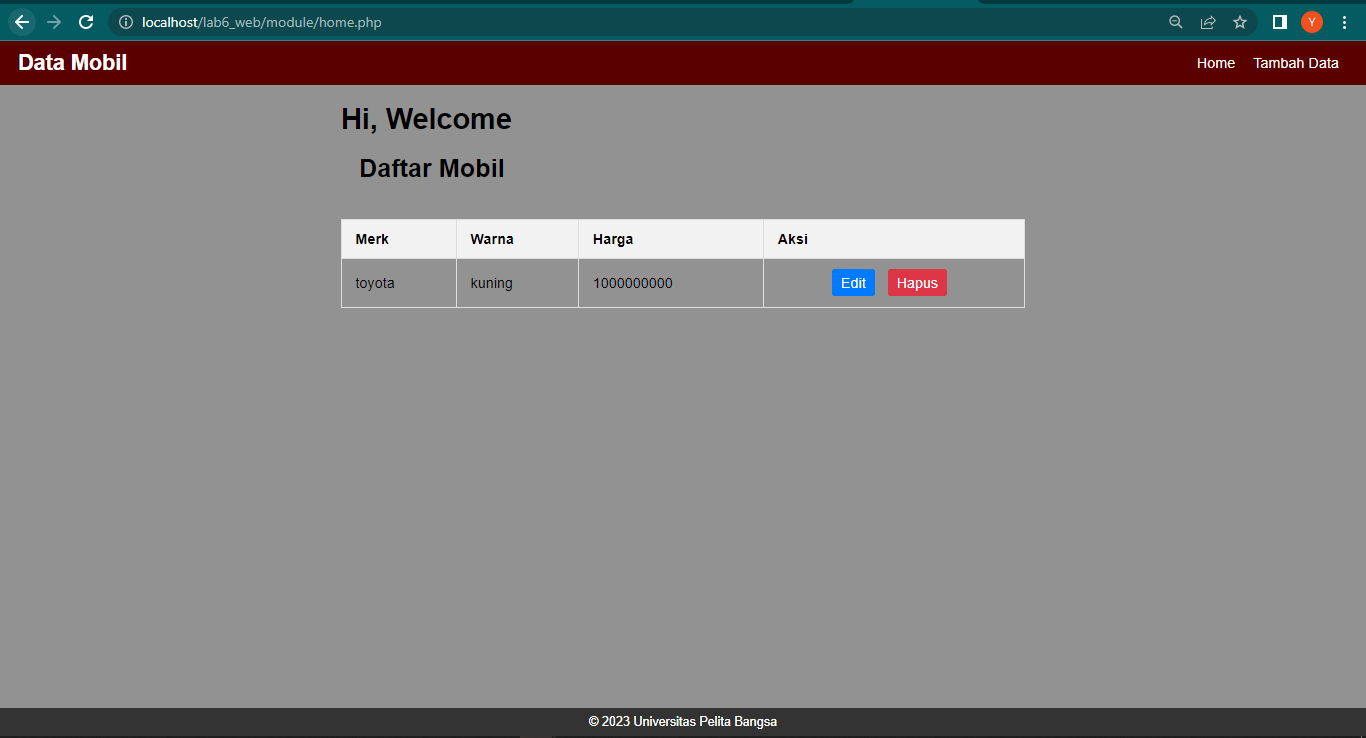 localhost/lab6_web/module/home.php
Y
Data Mobil
Home Tambah Data
Hi, Welcome
Daftar Mobil
Merk Warna Harga Aksi
toyota kuning 1000000000 Edit Hapus
© 2023 Universitas Pelita Bangsa